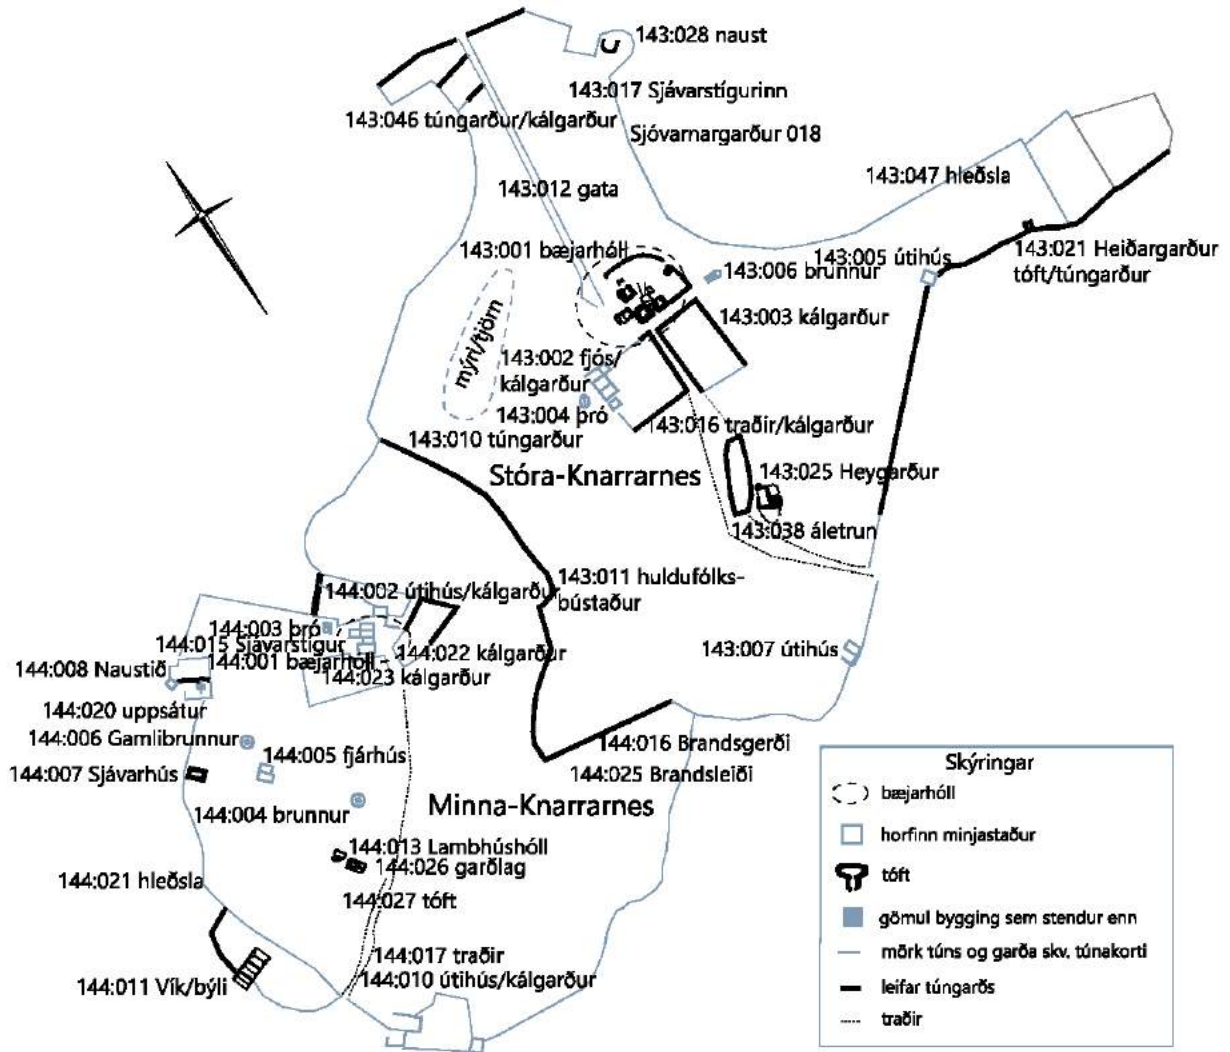 143:028 naust
143:017 Sjávarstígurinn
143:046 túngarður/kálgarður
Sjóvarnargarður 018
143:047 hleðsla
143:012 gata
143:001 bæjarhóll
143:005 útihús
143:021 Heiðargarður
tóft/túngarður
143:006 brunnur
143:003 kálgarður
mýri/tjörn
143:002 fjós/
kálgarður
143:004 þró
143:016 traðir/kálgarður
143:010 túngarður
Stóra-Knarrarnes
143:025 Heygarður
143:038 áletrun
143:011 huldufólks-
bústaður
144:002 útihús/kálgarður
144:003 þró
144:015 Sjávarstígur
144:001 bæjarhóll
144:022 kálgarður
144:023 kálgarður
143:007 útihús
144:008 Naustið
144:020 uppsátur
144:006 Gamlibrunnur
144:005 fjárhús
144:007 Sjávarhús
144:016 Brandsgerði
144:025 Brandsleiði
144:004 brunnur
Minna-Knarrarnes
144:013 Lambhúshóll
144:026 garðlag
144:021 hleðsla
144:027 tóft
144:017 traðir
144:010 útihús/kálgarður
144:011 Vík/býli
Skýringar
bæjarhóll
horfinn minjastaður
tóft
gömul bygging sem stendur enn
mörk túns og garða skv. túnakorti
leifar túngarðs
traðir